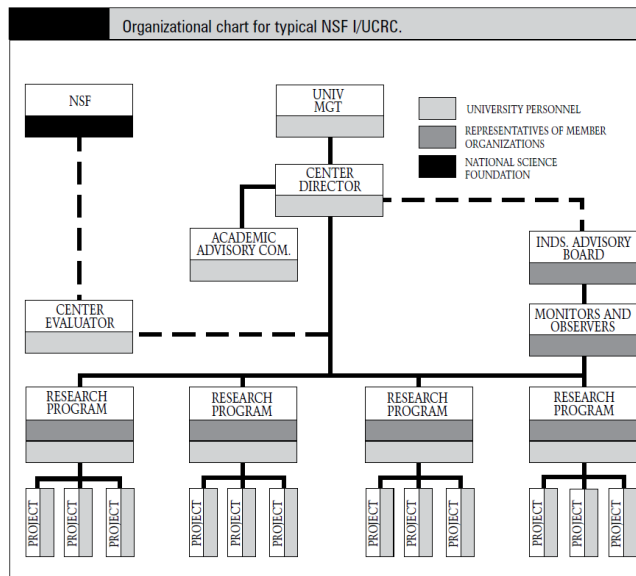 Organizational chart for typical NSF I/UCRC.
NSF
UNIV
MGT
UNIVERSITY PERSONNEL
REPRESENTATIVES OF MEMBER
ORGANIZATIONS
NATIONAL SCIENCE
FOUNDATION
CENTER
DIRECTOR
ACADEMIC
ADVISORY COM.
INDS. ADVISORY
BOARD
CENTER
EVALUATOR
MONITORS AND
OBSERVERS
RESEARCH
PROGRAM
RESEARCH
PROGRAM
RESEARCH
PROGRAM
RESEARCH
PROGRAM
PROJECT
PROJECT
PROJECT
PROJECT
PROJECT
PROJECT
PROJECT
PROJECT
PROJECT
PROJECT
PROJECT
PROJECT